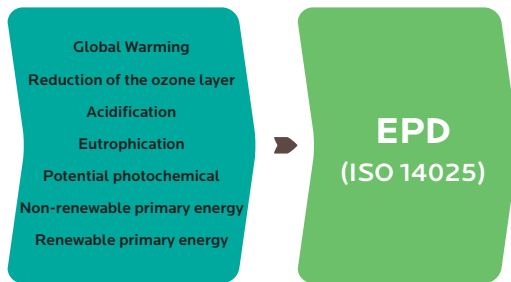 Global Warming
Reduction of the ozone layer
Acidification
Eutrophication
Potential photochemical
Non-renewable primary energy
Renewable primary energy
EPD
(ISO 14025)